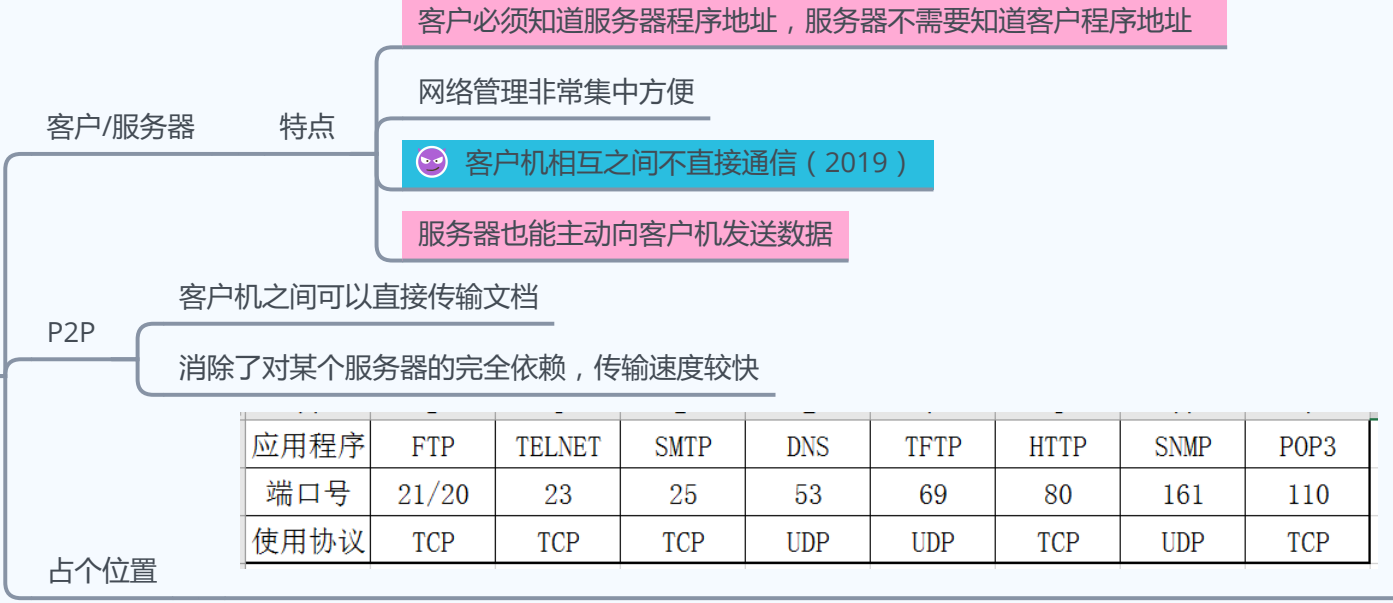 客户必须知道服务器程序地址，服务器不需要知道客户程序地址
网络管理非常集中方便
客户/服务器 特点
客户机相互之间不直接通信（2019）
服务器也能主动向客户机发送数据
客户机之间可以直接传输文档
P2P
消除了对某个服务器的完全依赖，传输速度较快
应用程序 FTP TELNET SMTP DNS TFTP HTTP SNMP POP3
端口号 21/20 23 25 53 69 80 161 110
使用协议 TCP TCP TCP UDP UDP TCP UDP TCP
占个位置